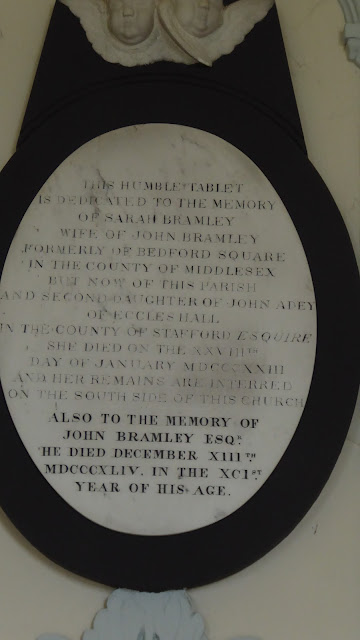 THIS HUMBLE TABLET
IS DEDICATED TO THE MEMORY
OF SARAH BRAMLEY
WIFE OF JOHN BRAMLEY
FORMERLY OF BEDFORD SQUARE
IN THE COUNTY OF MIDDLESEX
BUT NOW OF THIS PARISH
AND SECOND DAUGHTER OF JOHN ADEY
OF ECCLESHALL
IN THE COUNTY OF STAFFORD ESQUIRE
SHE DIED ON THE
DAY OF JANUARY MDCCCXXIII
AND HER REMAINS ARE INTERRED
ON THE SOUTH SIDE OF THIS CHURCH
ALSO TO THE MEMORY OF
JOHN BRAMLEY ESQR.
HE DIED DECEMBER XIIITH.
MDCCCXLIV. IN THE XCIST.
YEAR OF HIS AGE.